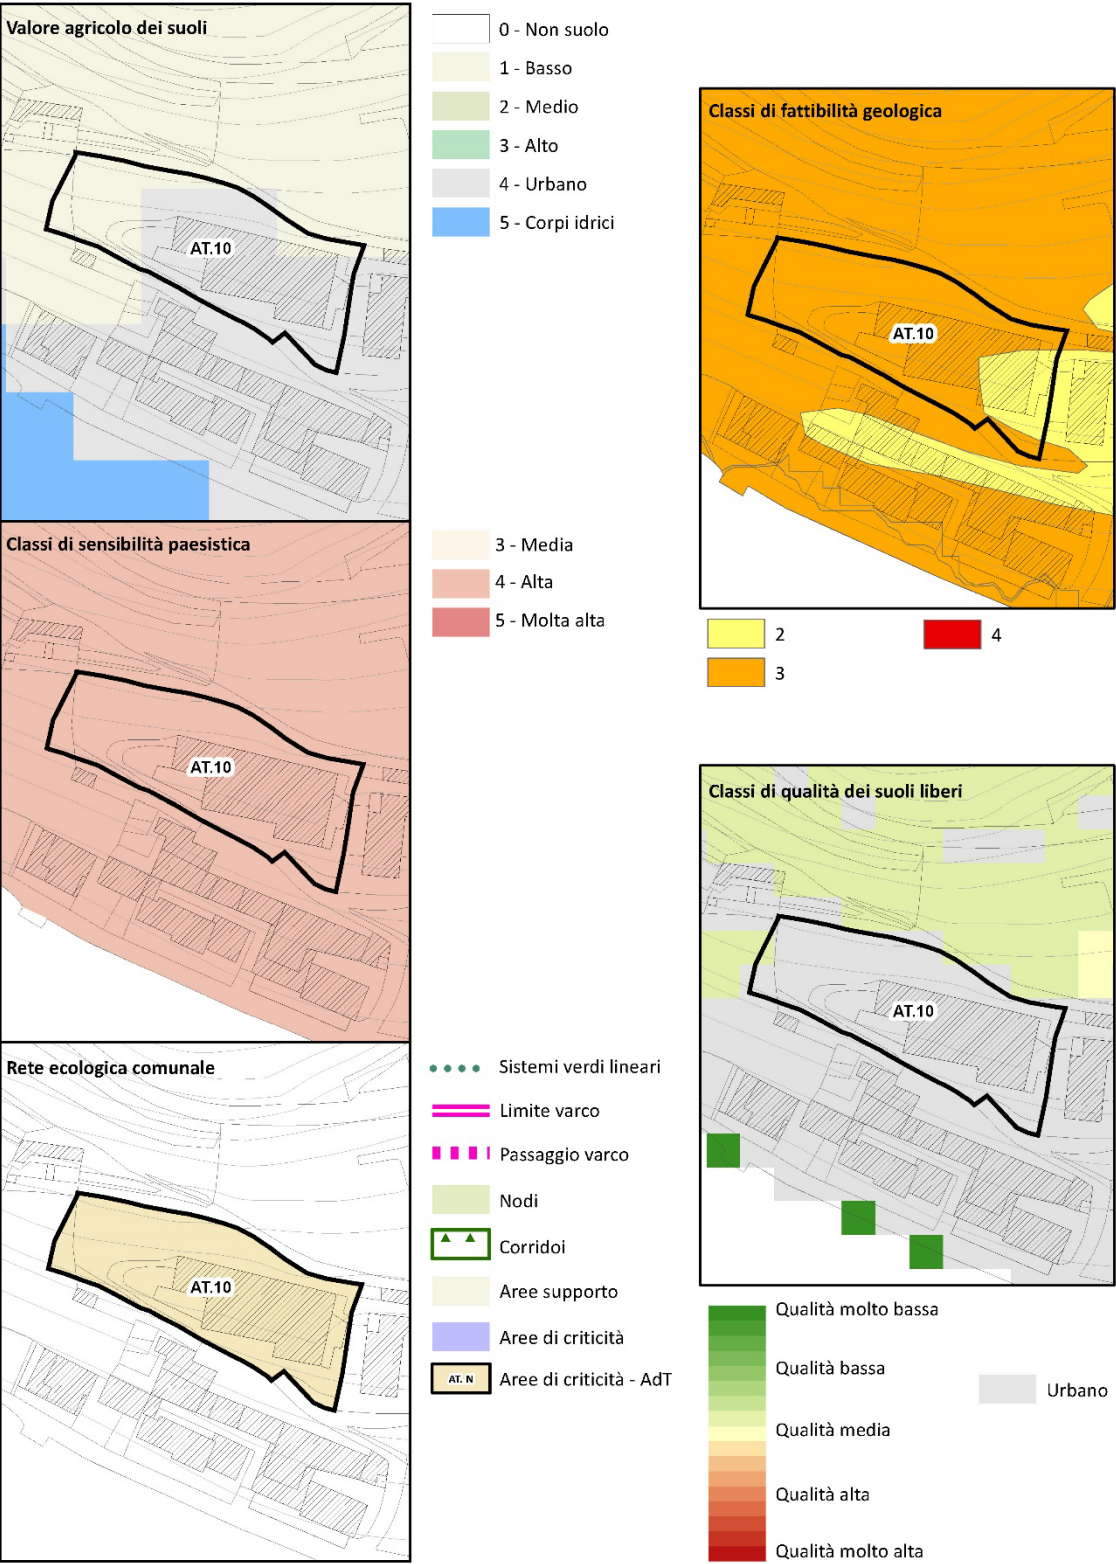 Valore agricolo dei suoli
AT.10
0 - Non suolo
1 - Basso
2 - Medio
3 - Alto
4 - Urbano
5 - Corpi idrici
Classi di fattibilità geologica
AT.10
2
3
4
Classi di sensibilità paesistica
AT.10
3 - Media
4 - Alta
5 - Molta alta
Classi di qualità dei suoli liberi
AT.10
Qualità molto bassa
Qualità bassa
Qualità media
Qualità alta
Qualità molto alta
Urbano
Rete ecologica comunale
AT.10
Sistemi verdi lineari
Limite varco
Passaggio varco
Nodi
Corridoi
Aree supporto
Aree di criticità
AT. N
Aree di criticità - AdT